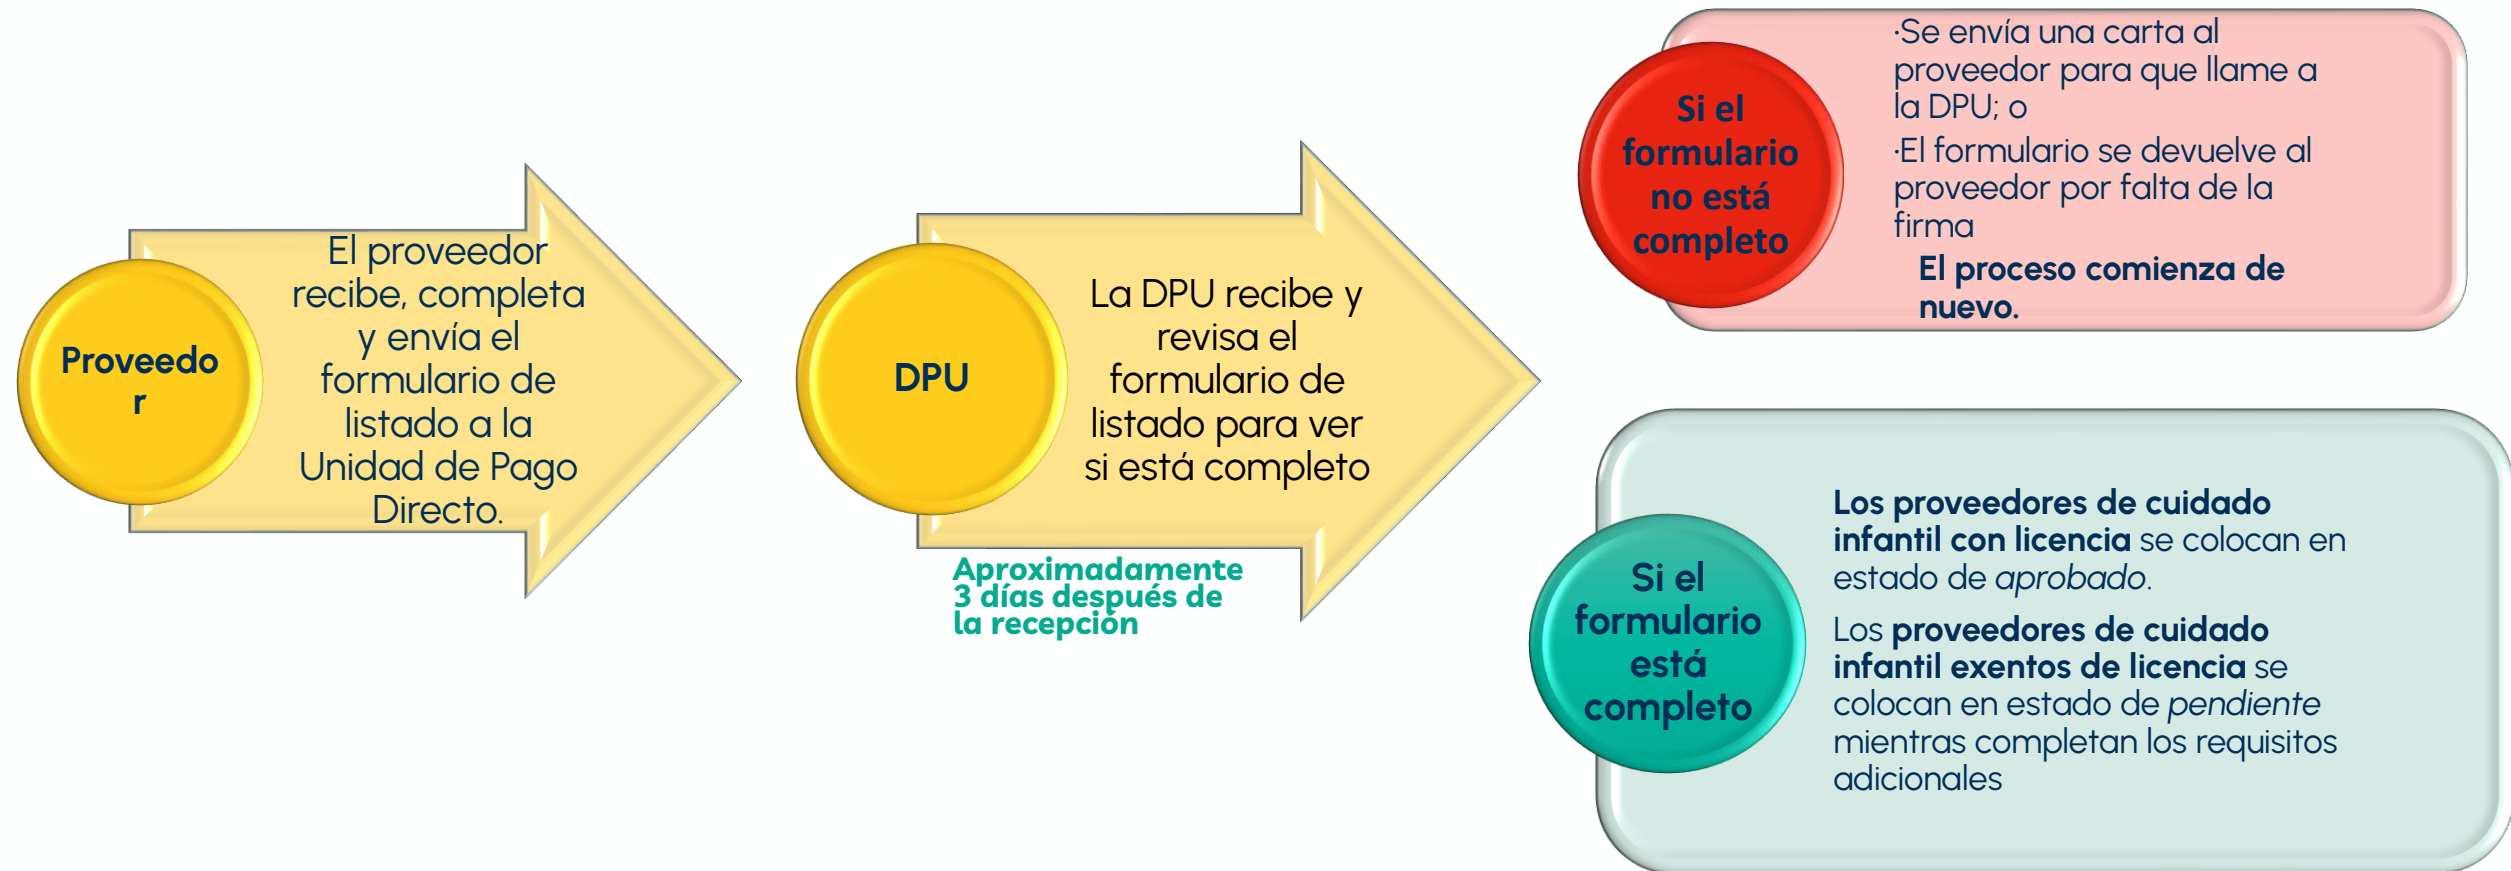 Proveedo
r
El proveedor
recibe, completa
y envía el
formulario de
listado a la
Unidad de Pago
Directo.
DPU
La DPU recibe y
revisa el
formulario de
listado para ver
si está completo
Aproximadamente
3 días después de
la recepción
Si el
formulario
no está
completo
·Se envía una carta al
proveedor para que llame a
la DPU; o
·El formulario se devuelve al
proveedor por falta de la
firma
El proceso comienza de
nuevo.
Si el
formulario
está
completo
Los proveedores de cuidado
infantil con licencia se colocan en
estado de aprobado.
Los proveedores de cuidado
infantil exentos de licencia se
colocan en estado de pendiente
mientras completan los requisitos
adicionales